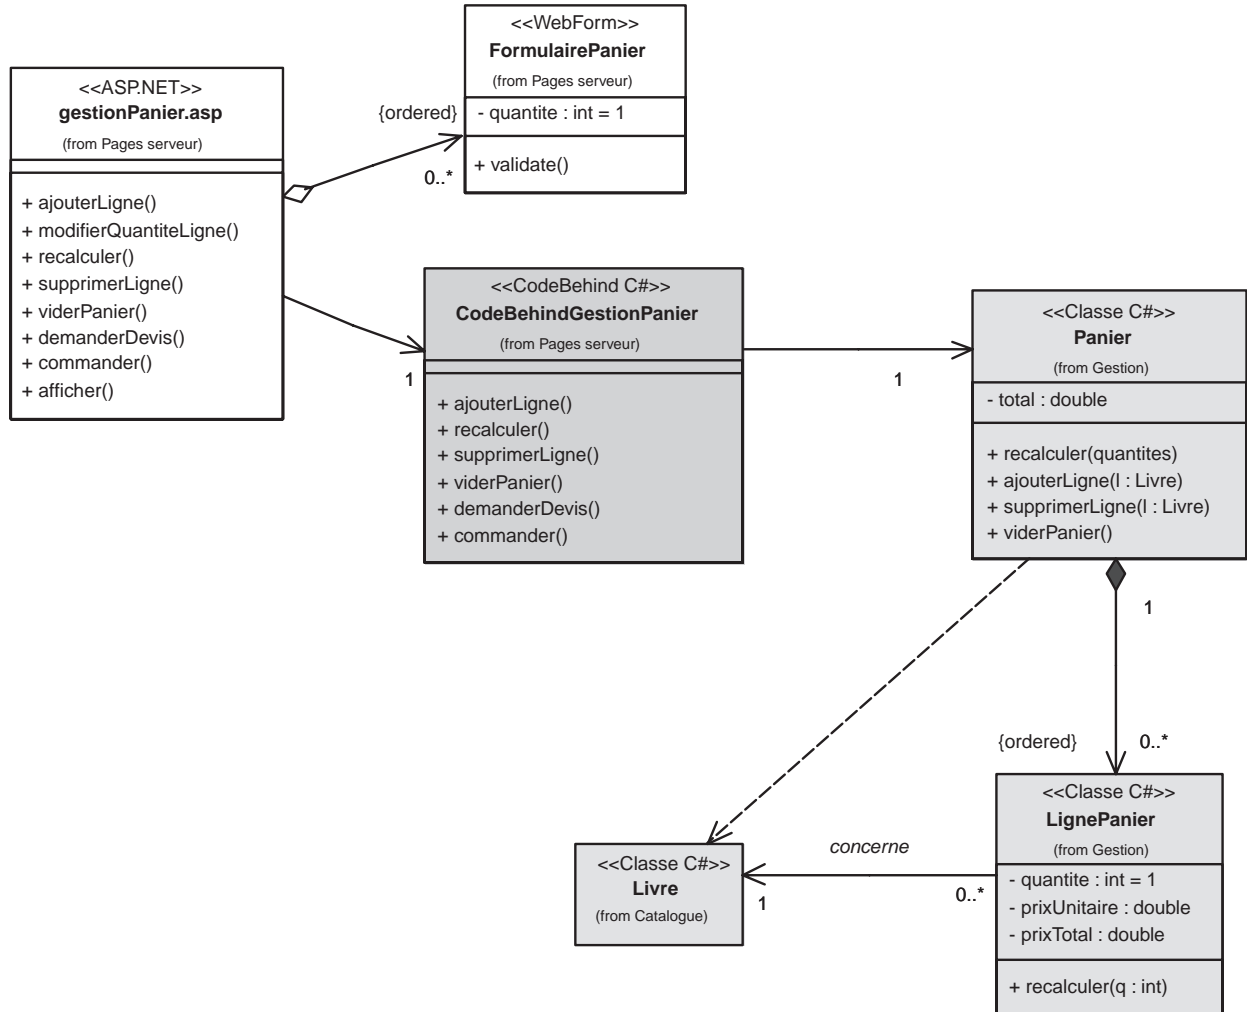 <<WebForm>>
FormulairePanier
(from Pages serveur)
- quantite : int = 1
+ validate()
{ordered}
0..*
<<ASP.NET>>
gestionPanier.asp
(from Pages serveur)
+ ajouterLigne()
+ modifierQuantiteLigne()
+ recalculer()
+ supprimerLigne()
+ viderPanier()
+ demanderDevis()
+ commander()
+ afficher()
1
<<CodeBehind C#>>
CodeBehindGestionPanier
(from Pages serveur)
+ ajouterLigne()
+ recalculer()
+ supprimerLigne()
+ viderPanier()
+ demanderDevis()
+ commander()
1
<<Classe C#>>
Panier
(from Gestion)
- total : double
+ recalculer(quantites)
+ ajouterLigne(l : Livre)
+ supprimerLigne(l : Livre)
+ viderPanier()
1
{ordered}
0..*
<<Classe C#>>
LignePanier
(from Gestion)
- quantite : int = 1
- prixUnitaire : double
- prixTotal : double
+ recalculer(q : int)
concerne
0..*
1
<<Classe C#>>
Livre
(from Catalogue)